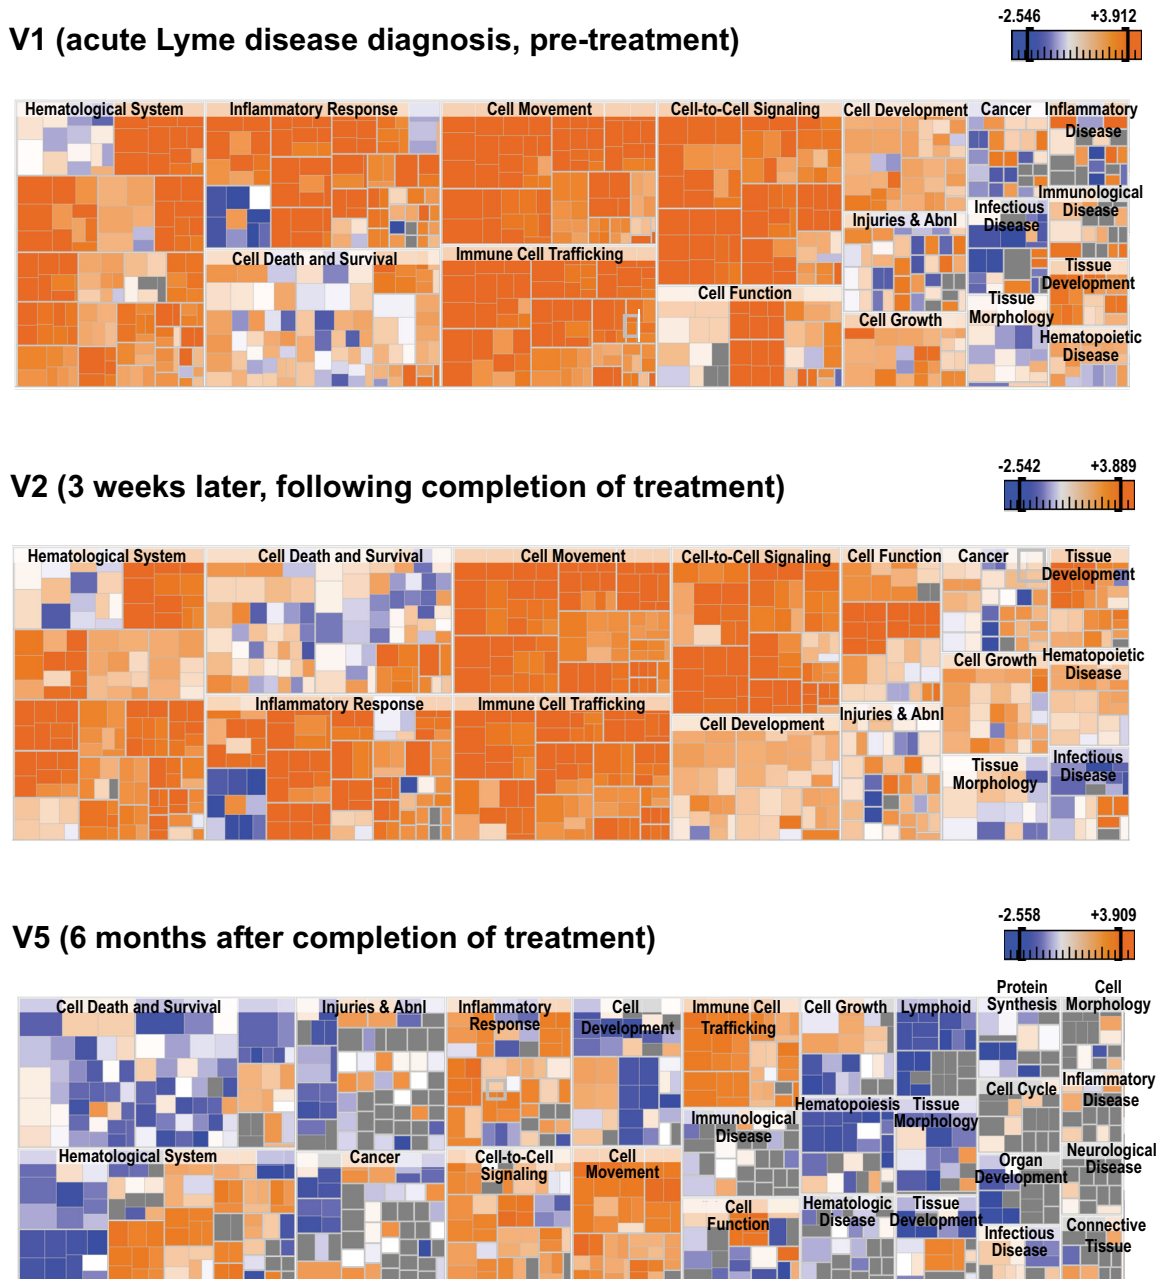 -2.546 +3.912
V1 (acute Lyme disease diagnosis, pre-treatment)
Hematological System
Inflammatory Response
Cell Movement
Cell-to-Cell Signaling
Cell Development
Cancer
Inflammatory
Disease
Immunological
Disease
Infectious
Disease
Injuries & Abnl
Cell Death and Survival
Immune Cell Trafficking
Tissue
Development
Cell Function
Tissue
Morphology
Cell Growth
Hematopoietic
Disease
-2.542 +3.889
V2 (3 weeks later, following completion of treatment)
Hematological System
Cell Death and Survival
Cell Movement
Cell-to-Cell Signaling
Cell Function
Cancer
Tissue
Development
Cell Growth
Hematopoietic
Disease
Inflammatory Response
Immune Cell Trafficking
Cell Development
Injuries & Abnl
Tissue
Morphology
Infectious
Disease
-2.558 +3.909
V5 (6 months after completion of treatment)
Cell Death and Survival
Injuries & Abnl
Inflammatory
Response
Cell
Development
Immune Cell
Trafficking
Cell Growth
Lymphoid
Protein
Synthesis
Cell
Morphology
Cell Cycle
Inflammatory
Disease
Immunological
Disease
Hematopoiesis
Tissue
Morphology
Hematological System
Cancer
Cell-to-Cell
Signaling
Cell
Movement
Organ
Development
Neurological
Disease
Cell
Function
Hematologic
Disease
Tissue
Development
Infectious
Disease
Connective
Tissue